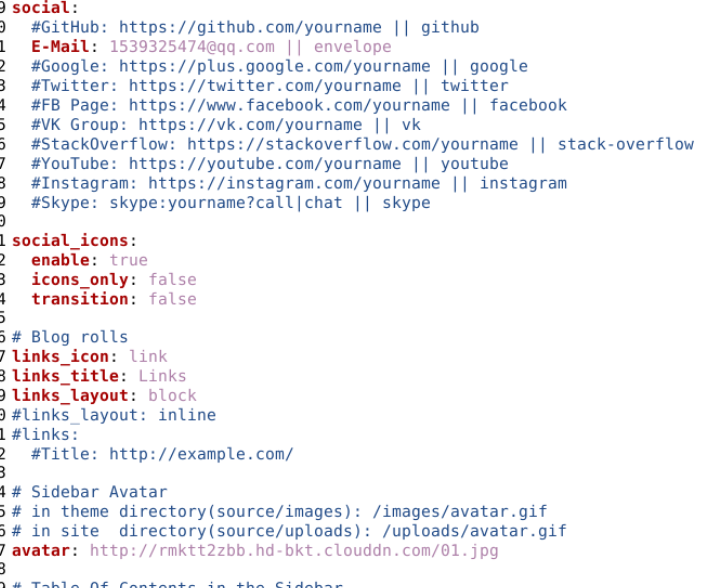 9 social:
0   #GitHub: https://github.com/yourname || github
1   E-Mail: 1539325474@qq.com || envelope
2   #Google: https://plus.google.com/yourname || google
3   #Twitter: https://twitter.com/yourname || twitter
4   #FB Page: https://www.facebook.com/yourname || facebook
5   #VK Group: https://vk.com/yourname || vk
6   #StackOverflow: https://stackoverflow.com/yourname || stack-overflow
7   #YouTube: https://youtube.com/yourname || youtube
8   #Instagram: https://instagram.com/yourname || instagram
9   #Skype: skype:yourname?call|chat || skype
0
1 social_icons:
2   enable: true
3   icons_only: false
4   transition: false
5
6 # Blog rolls
7 links_icon: link
8 links_title: Links
9 links_layout: block
0 #links_layout: inline
1 #links:
2   #Title: http://example.com/
3
4 # Sidebar Avatar
5 # in theme directory(source/images): /images/avatar.gif
6 # in site  directory(source/uploads): /uploads/avatar.gif
7 avatar: http://rmktt2zbb.hd-bkt.clouddn.com/01.jpg
8
9 # Table Of Contents in the Sidebar